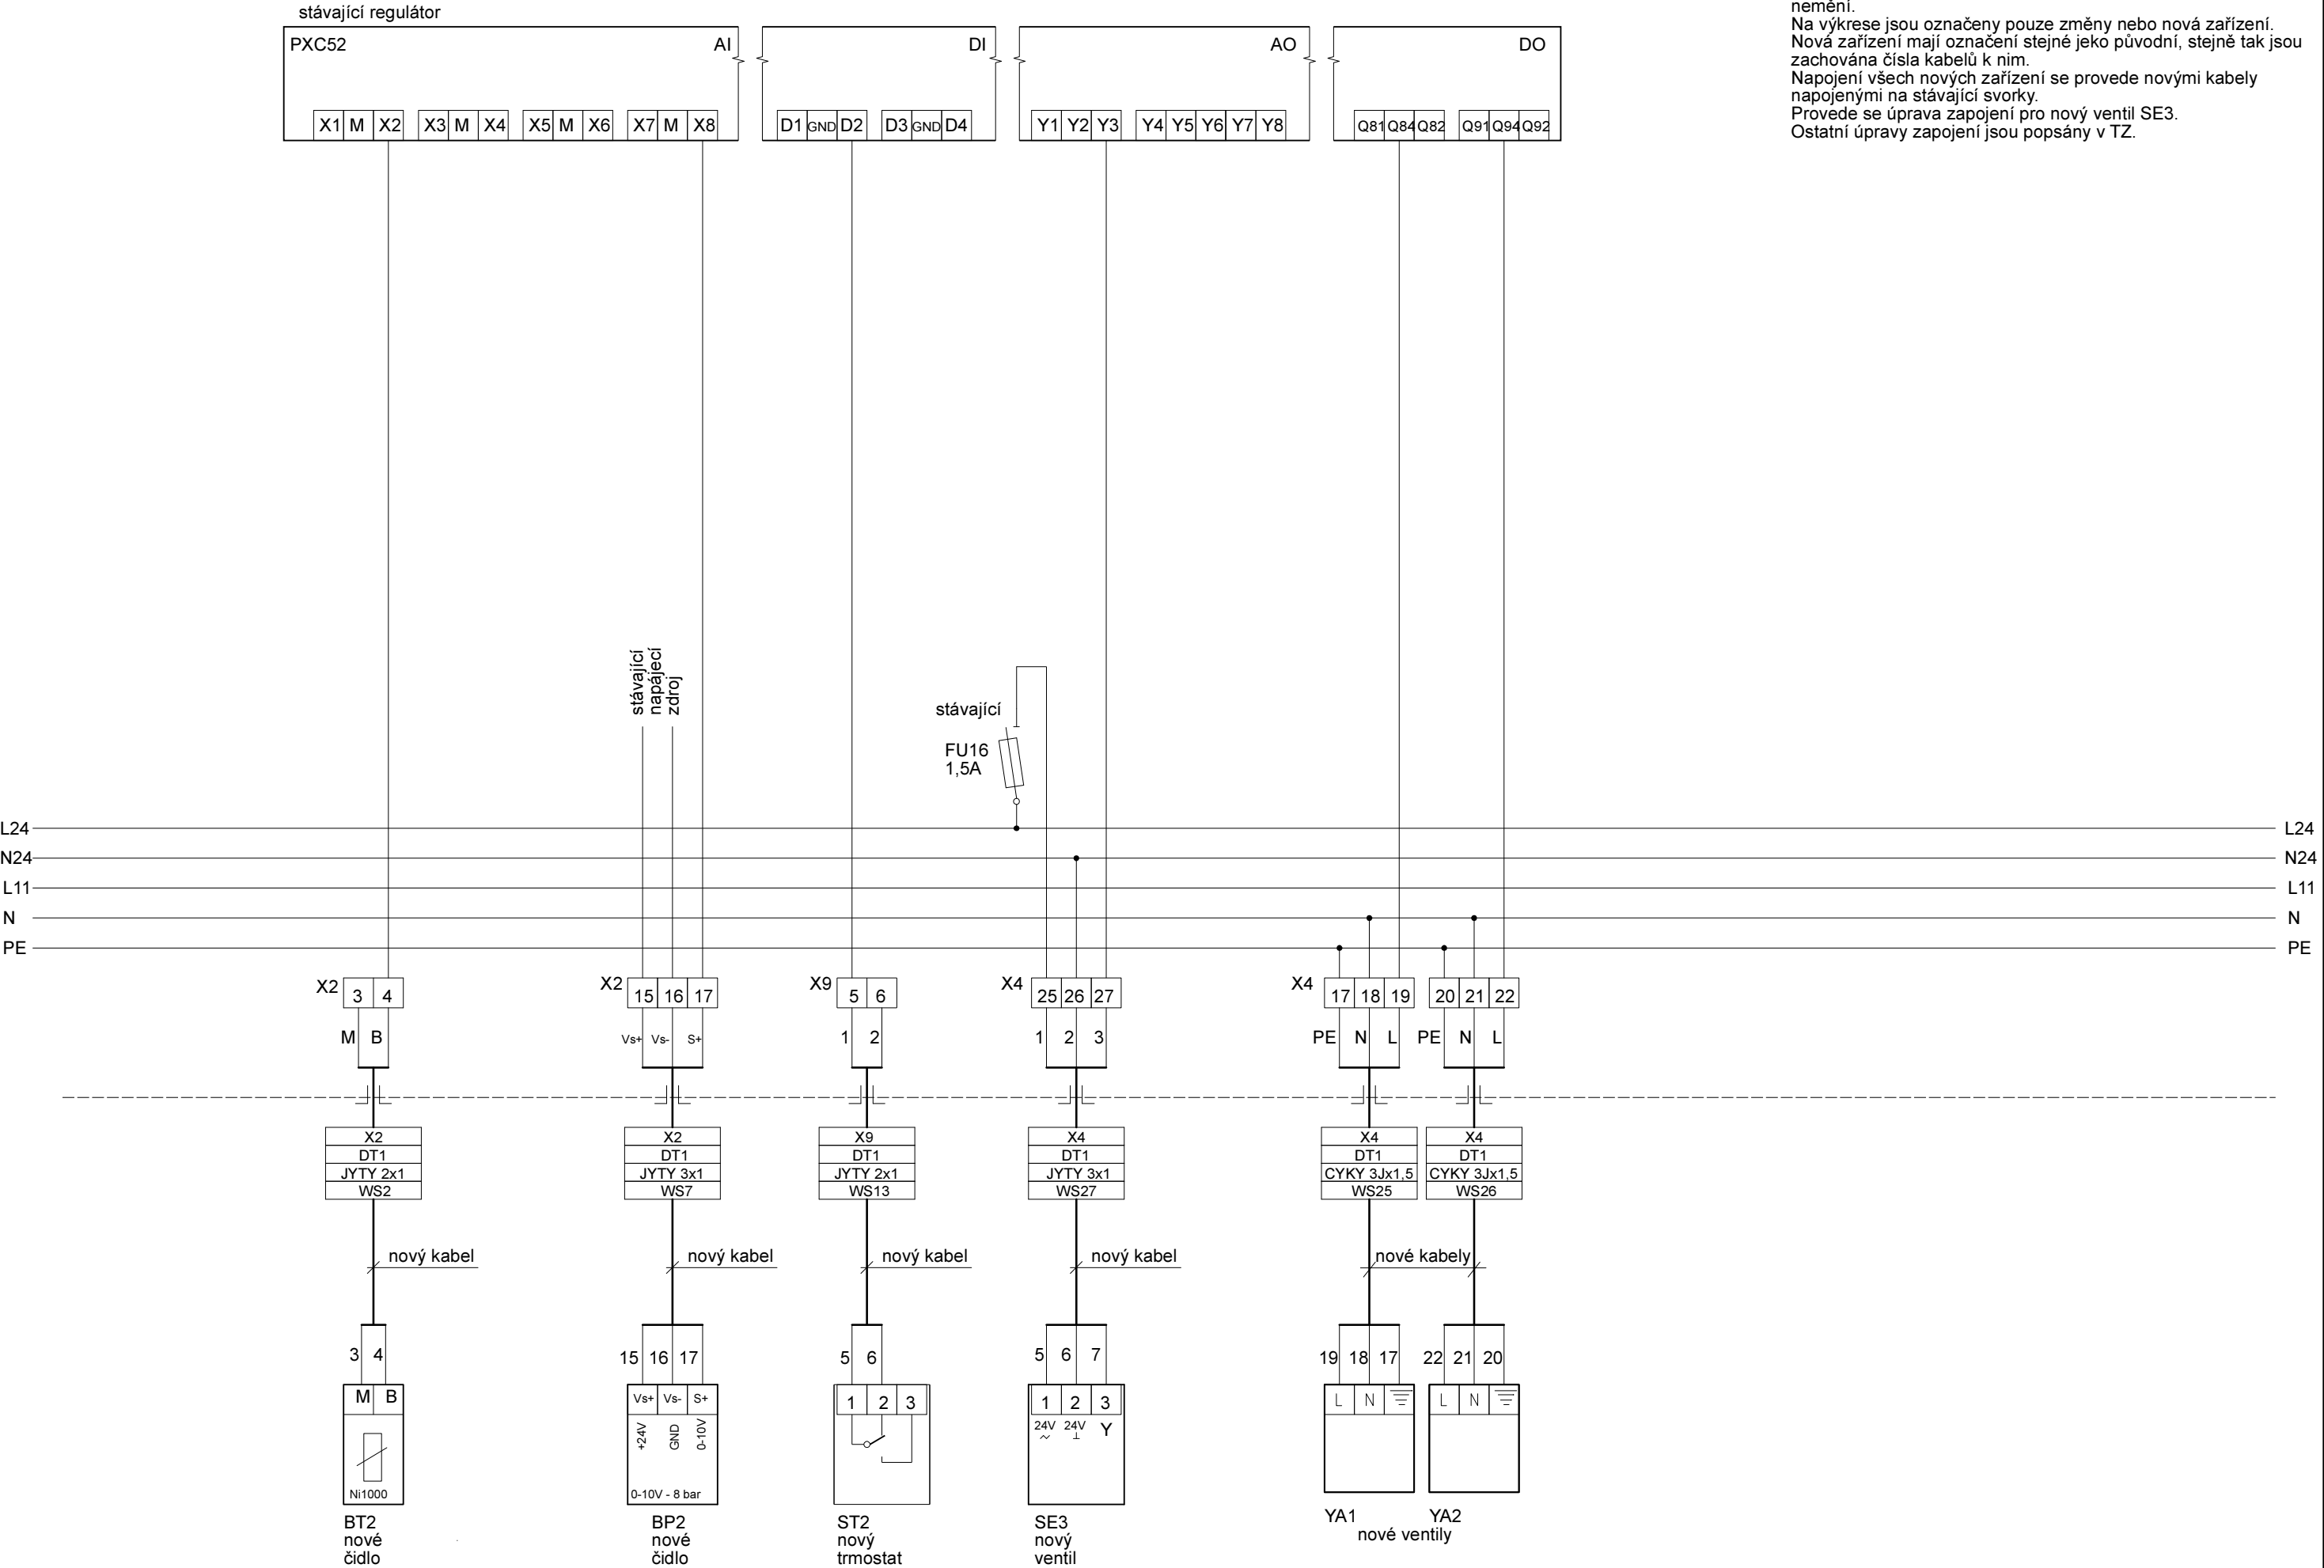 stávající regulátor
nemění.
Na výkrese jsou označeny pouze změny nebo nová zařízení.
Nová zařízení mají označení stejné jeko původní, stejně tak jsou
zachována čísla kabelů k nim.
Napojení všech nových zařízení se provede novými kabely
napojenými na stávající svorky.
Provede se úprava zapojení pro nový ventil SE3.
Ostatní úpravy zapojení jsou popsány v TZ.
PXC52 AI DI AO DO
X1 M X2 X3 M X4 X5 M X6 X7 M X8 D1 GND D2 D3 GND D4 Y1 Y2 Y3 Y4 Y5 Y6 Y7 Y8 Q81 Q84 Q82 Q91 Q94 Q92
stávající
napájecí
zdroj
stávající
FU16
1,5A
L24 L24
N24 N24
L11 L11
N N
PE PE
X2 3 4 X2 15 16 17 X9 5 6 X4 25 26 27 X4 17 18 19 20 21 22
M B Vs+ Vs- S+ 1 2 1 2 3 PE N L PE N L
X2 X2 X9 X4 X4 X4
DT1 DT1 DT1 DT1 DT1 DT1
JYTY 2x1 JYTY 3x1 JYTY 2x1 JYTY 3x1 CYKY 3Jx1,5 CYKY 3Jx1,5
WS2 WS7 WS13 WS27 WS25 WS26
nový kabel nový kabel nový kabel nový kabel nové kabely
3 4 15 16 17 5 6 5 6 7 19 18 17 22 21 20
M B Vs+ Vs- S+ 1 2 3 1 2 3 L N L N
+24V GND 0-10V 24V 24V Y
~ ⊥
Ni1000 0-10V - 8 bar
BT2
nové
čidlo
BP2
nové
čidlo
ST2
nový
trmostat
SE3
nový
ventil
YA1 YA2
nové ventily